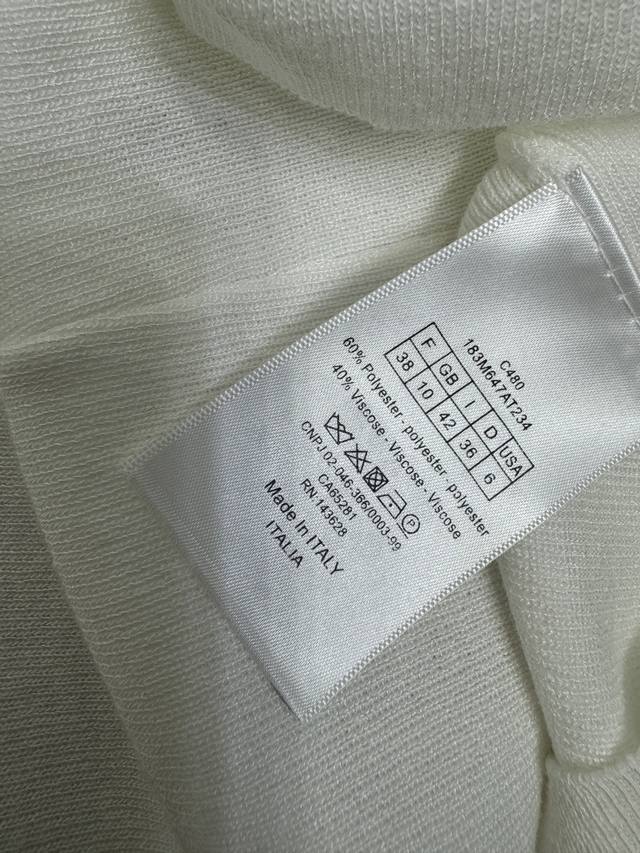 C480
183M647AT234
F GB I D USA
38 10 42 36 6
60% Polyester - polyester - polyester
40% Viscose - Viscose - Viscose
P
CNPJ 02-046-366/0003-99
CA65281
RN:143628
Made In ITALY
ITALIA